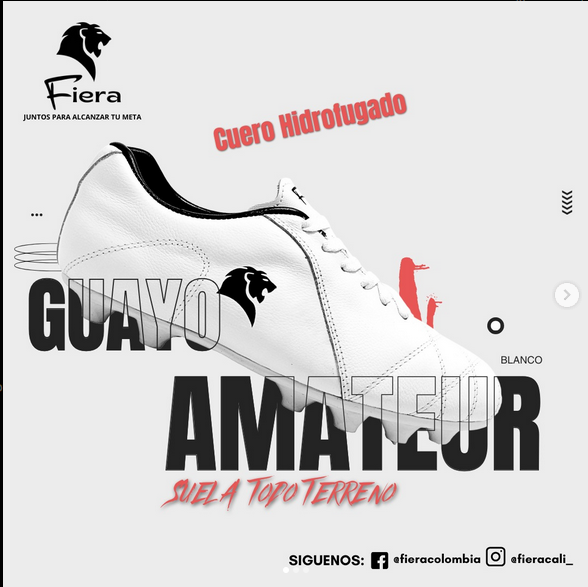 Fiera
JUNTOS PARA ALCANZAR TU META
Cuero Hidrofugado
GUAYO
BLANCO
AMATEUR
SUELA TODO TERRENO
SIGUENOS: @fieracolombia @fieracali_